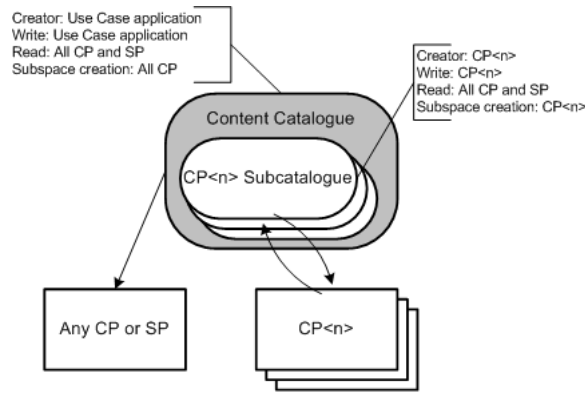 Creator: Use Case application
Write: Use Case application
Read: All CP and SP
Subspace creation: All CP
Creator: CP<n>
Write: CP<n>
Read: All CP and SP
Subspace creation: CP<n>
Content Catalogue
CP<n> Subcatalogue
Any CP or SP
CP<n>